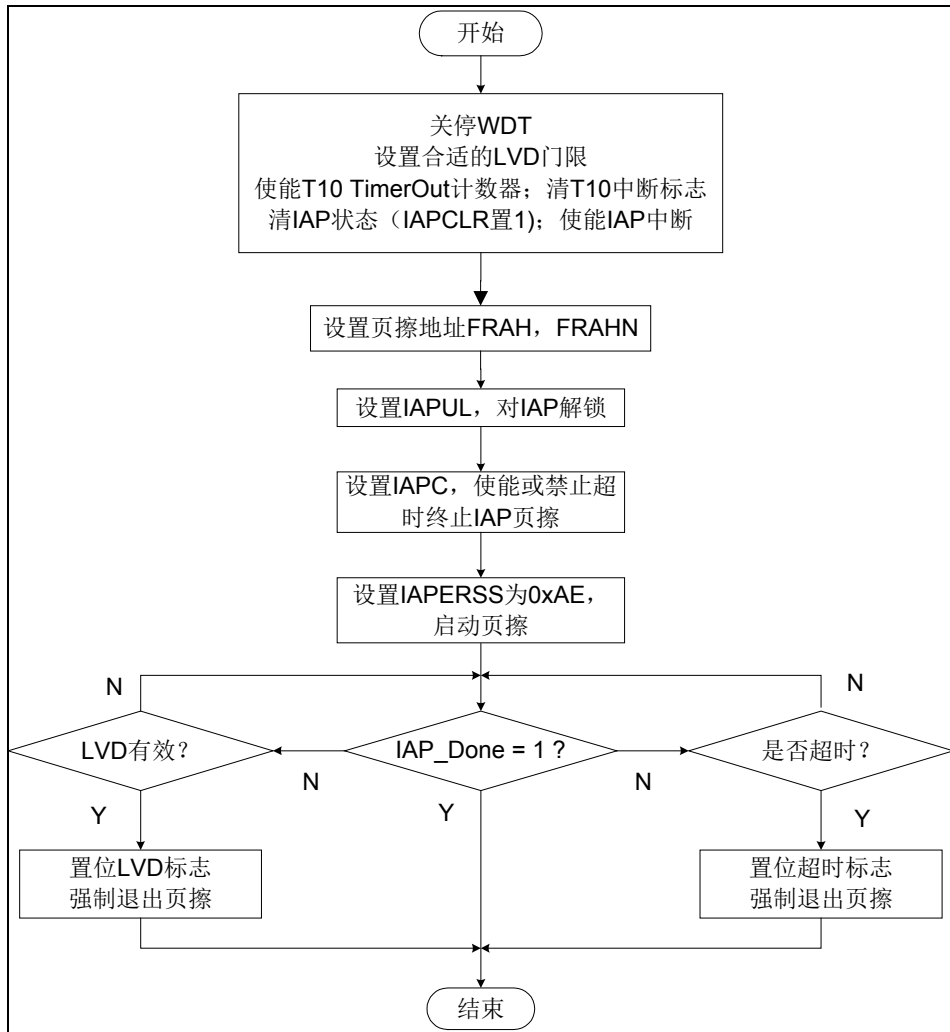 开始
关停WDT
设置合适的LVD门限
使能T10 TimerOut计数器；清T10中断标志
清IAP状态（IAPCLR置1）；使能IAP中断
设置页擦地址FRAH，FRAHN
设置IAPUL，对IAP解锁
设置IAPC，使能或禁止超
时终止IAP页擦
设置IAPERSS为0xAE，
启动页擦
N
N
LVD有效？
IAP_Done = 1 ?
是否超时？
N
N
Y
Y
Y
置位LVD标志
强制退出页擦
置位超时标志
强制退出页擦
结束